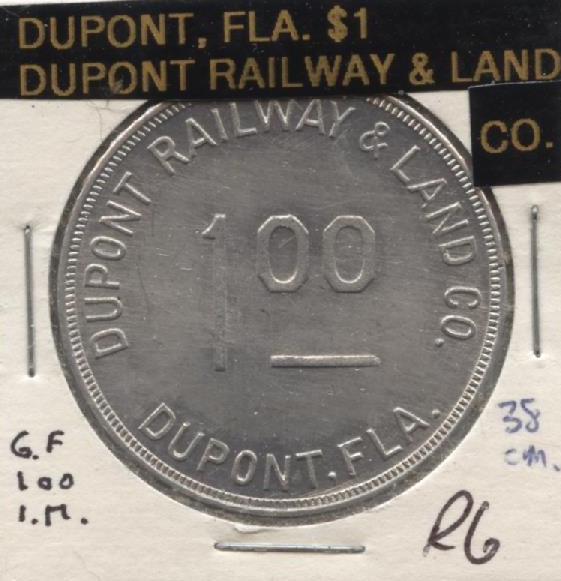 DUPONT, FLA. $1
DUPONT RAILWAY & LAND
CO.
DUPONT RAILWAY & LAND CO.
100
DUPONT, FLA.
G.F
100
I.M.
38
cm.
R6